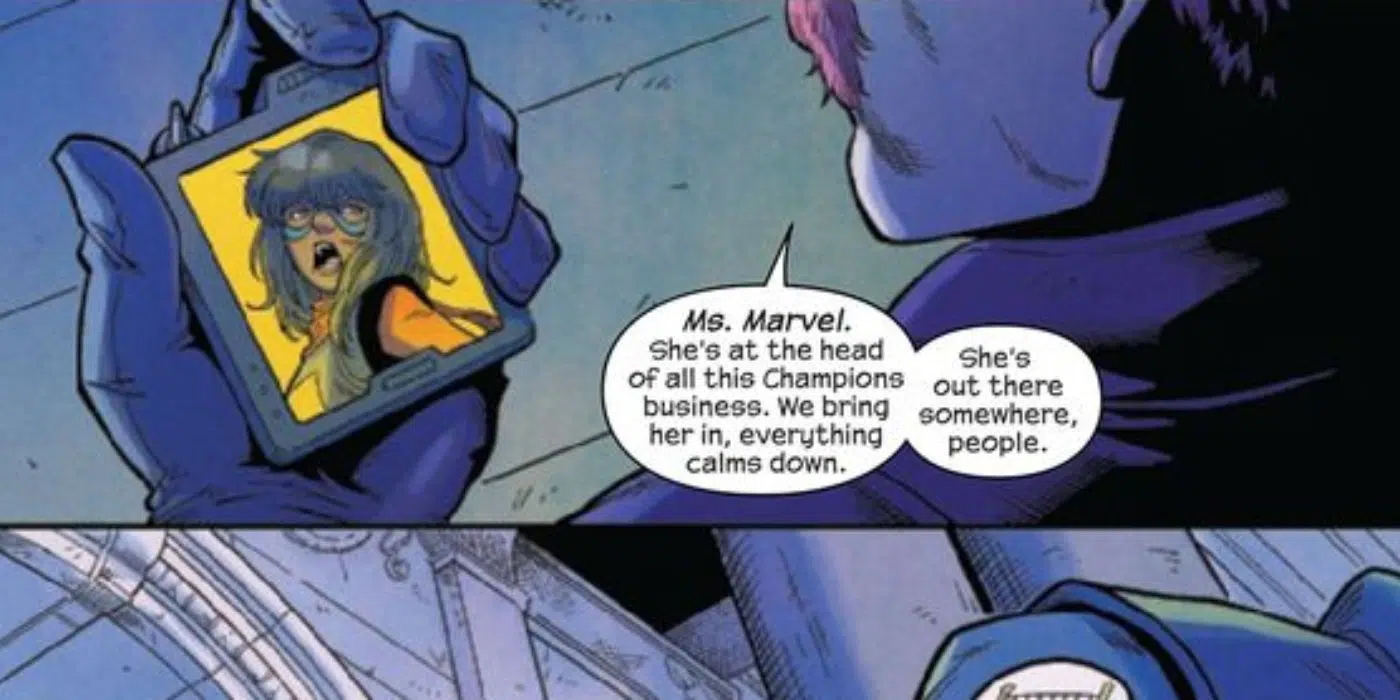 Ms. Marvel.
She's at the head
of all this Champions
business. We bring
her in, everything
calms down.
She's
out there
somewhere,
people.